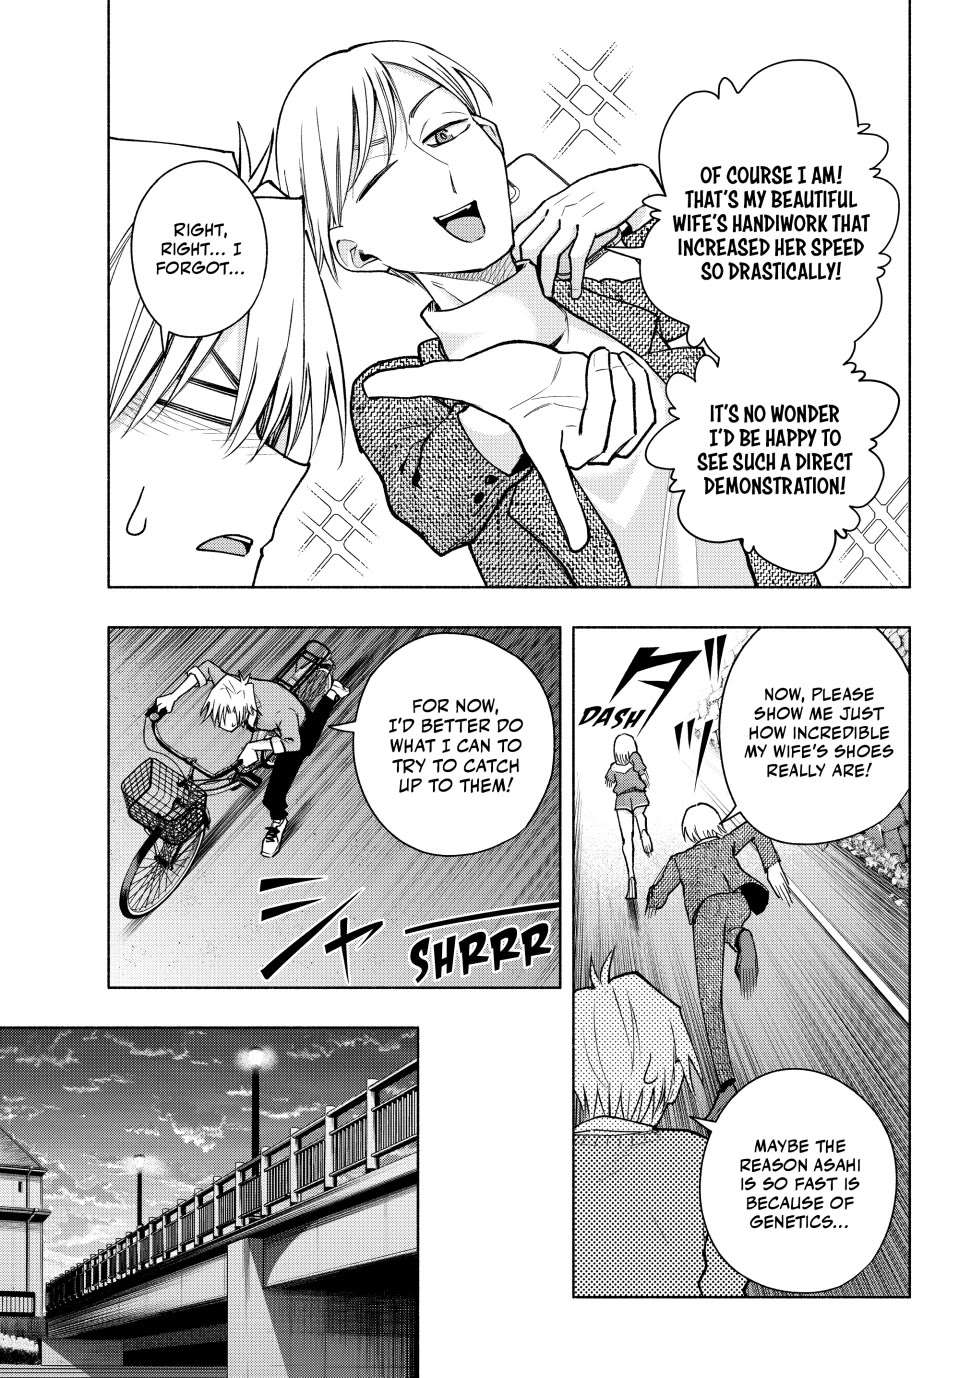 OF COURSE I AM!
THAT'S MY BEAUTIFUL
WIFE'S HANDIWORK THAT
INCREASED HER SPEED
SO DRASTICALLY!
IT'S NO WONDER
I'D BE HAPPY TO
SEE SUCH A DIRECT
DEMONSTRATION!
RIGHT,
RIGHT... I
FORGOT...
NOW, PLEASE
SHOW ME JUST
HOW INCREDIBLE
MY WIFE'S SHOES
REALLY ARE!
ダッ
DASH
MAYBE THE
REASON ASAHI
IS SO FAST IS
BECAUSE OF
GENETICS...
FOR NOW,
I'D BETTER DO
WHAT I CAN TO
TRY TO CATCH
UP TO THEM!
シャー
SHRRR